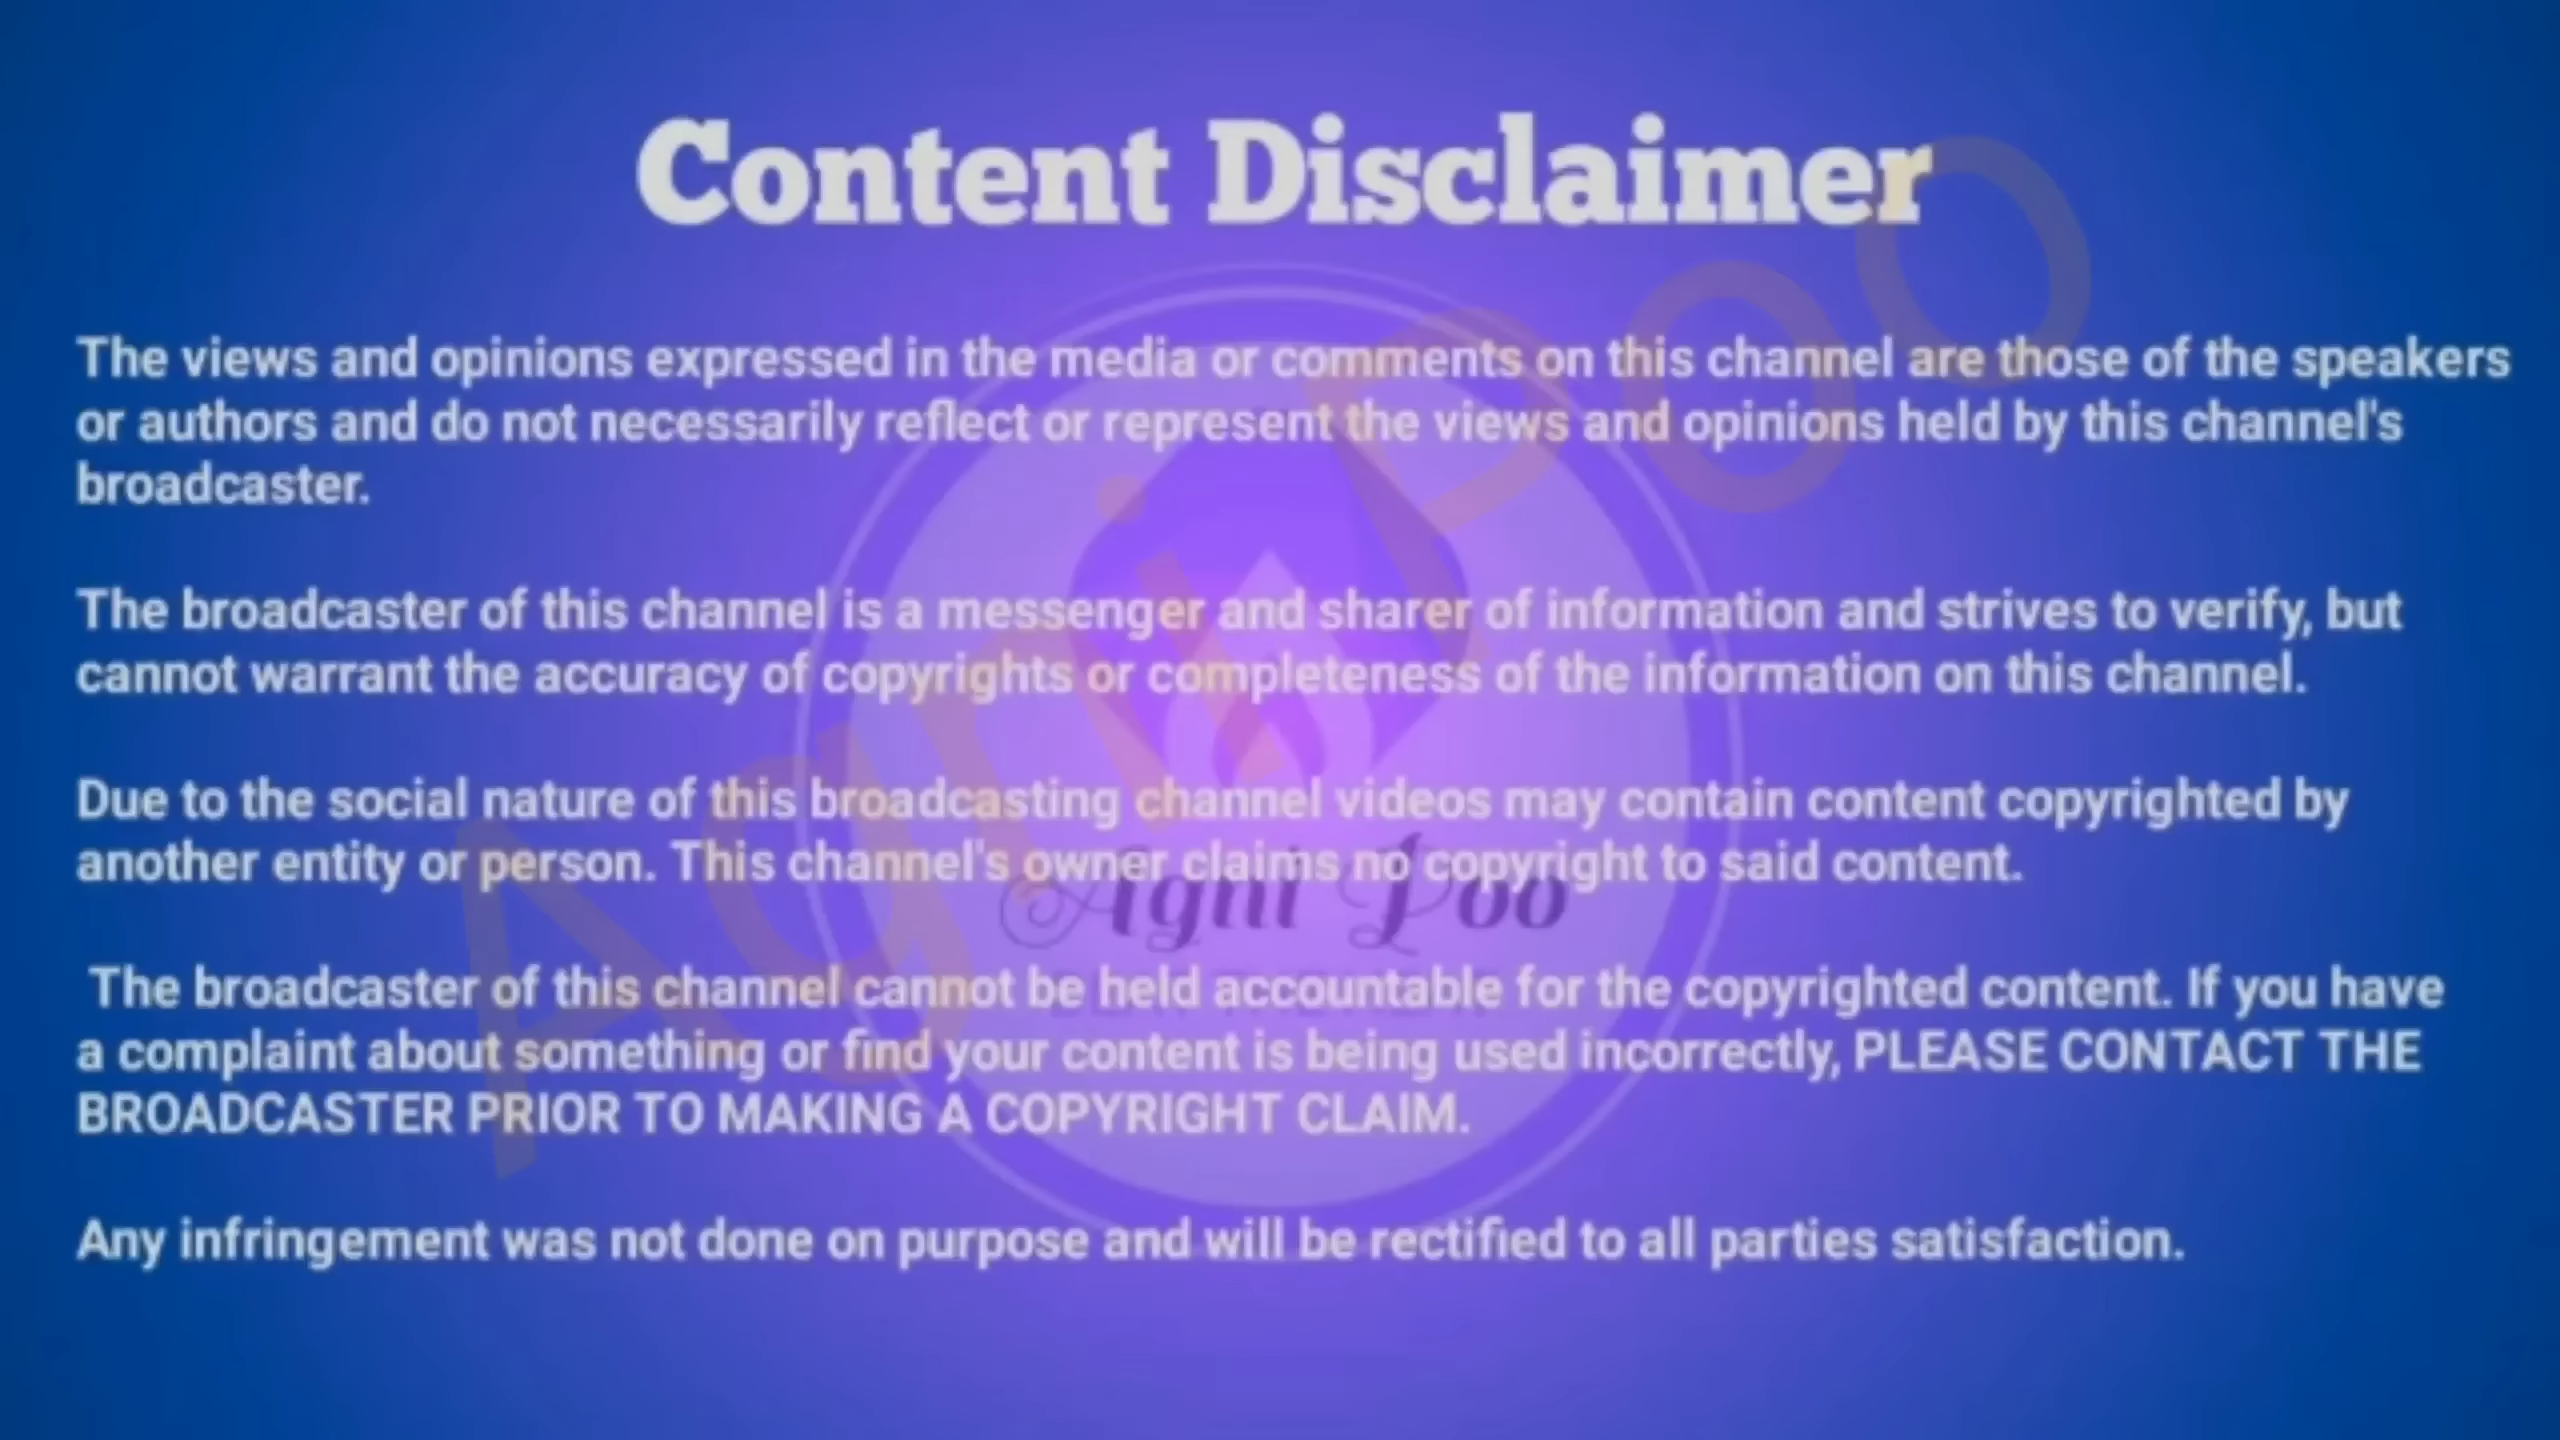 Content Disclaimer
The views and opinions expressed in the media or comments on this channel are those of the speakers
or authors and do not necessarily reflect or represent the views and opinions held by this channel's
broadcaster.
The broadcaster of this channel is a messenger and sharer of information and strives to verify, but
cannot warrant the accuracy of copyrights or completeness of the information on this channel.
Due to the social nature of this broadcasting channel videos may contain content copyrighted by
another entity or person. This channel's owner claims no copyright to said content.
Agni Poo
The broadcaster of this channel cannot be held accountable for the copyrighted content. If you have
a complaint about something or find your content is being used incorrectly, PLEASE CONTACT THE
BROADCASTER PRIOR TO MAKING A COPYRIGHT CLAIM.
Any infringement was not done on purpose and will be rectified to all parties satisfaction.
Agni Poo